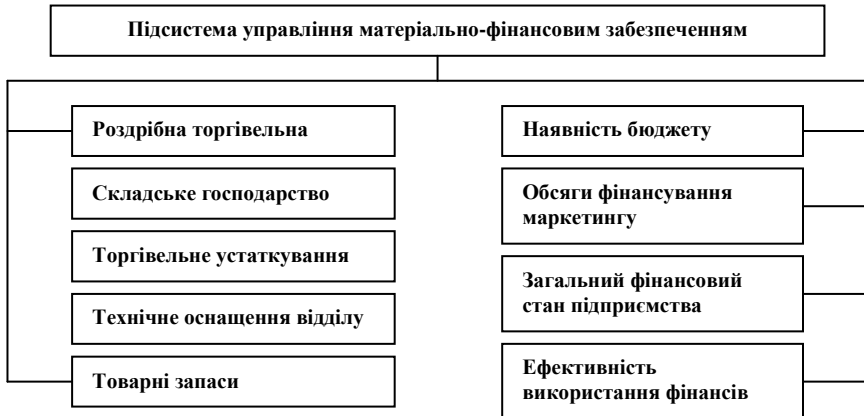 Підсистема управління матеріально-фінансовим забезпеченням
Роздрібна торгівельна
Складське господарство
Торгівельне устаткування
Технічне оснащення відділу
Товарні запаси
Наявність бюджету
Обсяги фінансування
маркетингу
Загальний фінансовий
стан підприємства
Ефективність
використання фінансів